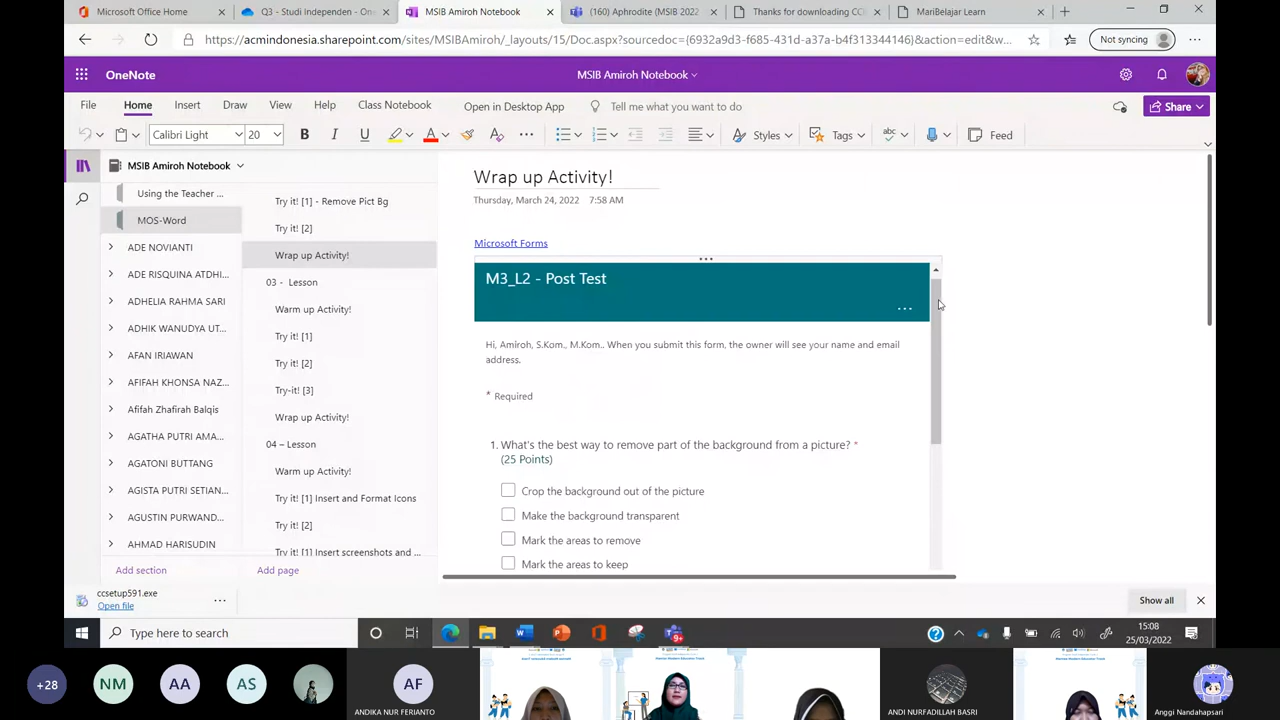 Microsoft Office Home
Q3 - Studi Independen - One
MSIB Amiroh Notebook
(160) Aphrodite (MSIB 2022
Thanks for downloading CCl
MariBelajar Learn
https://acmindonesia.sharepoint.com/sites/MSIBAmiroh/_layouts/15/Doc.aspx?sourcedoc={6932a9d3-f685-431d-a37a-b4f313344146}&action=edit&w...
Not syncing
OneNote
MSIB Amiroh Notebook
File
Home
Insert
Draw
View
Help
Class Notebook
Open in Desktop App
Tell me what you want to do
Share
Calibri Light
20
B
I
U
A
Styles
Tags
abc
Feed
MSIB Amiroh Notebook
Using the Teacher ...
MOS-Word
ADE NOVIANTI
ADE RISQUINA ATDHI...
ADHELIA RAHMA SARI
ADHIK WANUDYA UT...
AFAN IRIAWAN
AFIFAH KHONSA NAZ...
Afifah Zhafirah Balqis
AGATHA PUTRI AMA...
AGATONI BUTTANG
AGISTA PUTRI SETIAN...
AGUSTIN PURWAND...
AHMAD HARISUDIN
Add section
Try it! [1] - Remove Pict Bg
Try it! [2]
Wrap up Activity!
03 - Lesson
Warm up Activity!
Try it! [1]
Try it! [2]
Try-it! [3]
Wrap up Activity!
04 – Lesson
Warm up Activity!
Try it! [1] Insert and Format Icons
Try it! [2]
Try it! [1] Insert screenshots and ...
Add page
Wrap up Activity!
Thursday, March 24, 2022 7:58 AM
Microsoft Forms
M3_L2 - Post Test
...
Hi, Amiroh, S.Kom., M.Kom.. When you submit this form, the owner will see your name and email
address.
* Required
1. What's the best way to remove part of the background from a picture? *
(25 Points)
Crop the background out of the picture
Make the background transparent
Mark the areas to remove
Mark the areas to keep
ccsetup591.exe
Open file
Show all
Type here to search
9+
15:08
25/03/2022
+28
NM
AA
AS
AF
ANDIKA NUR FERIANTO
ANDI NURFADILLAH BASRI
Anggi Nandahapsari